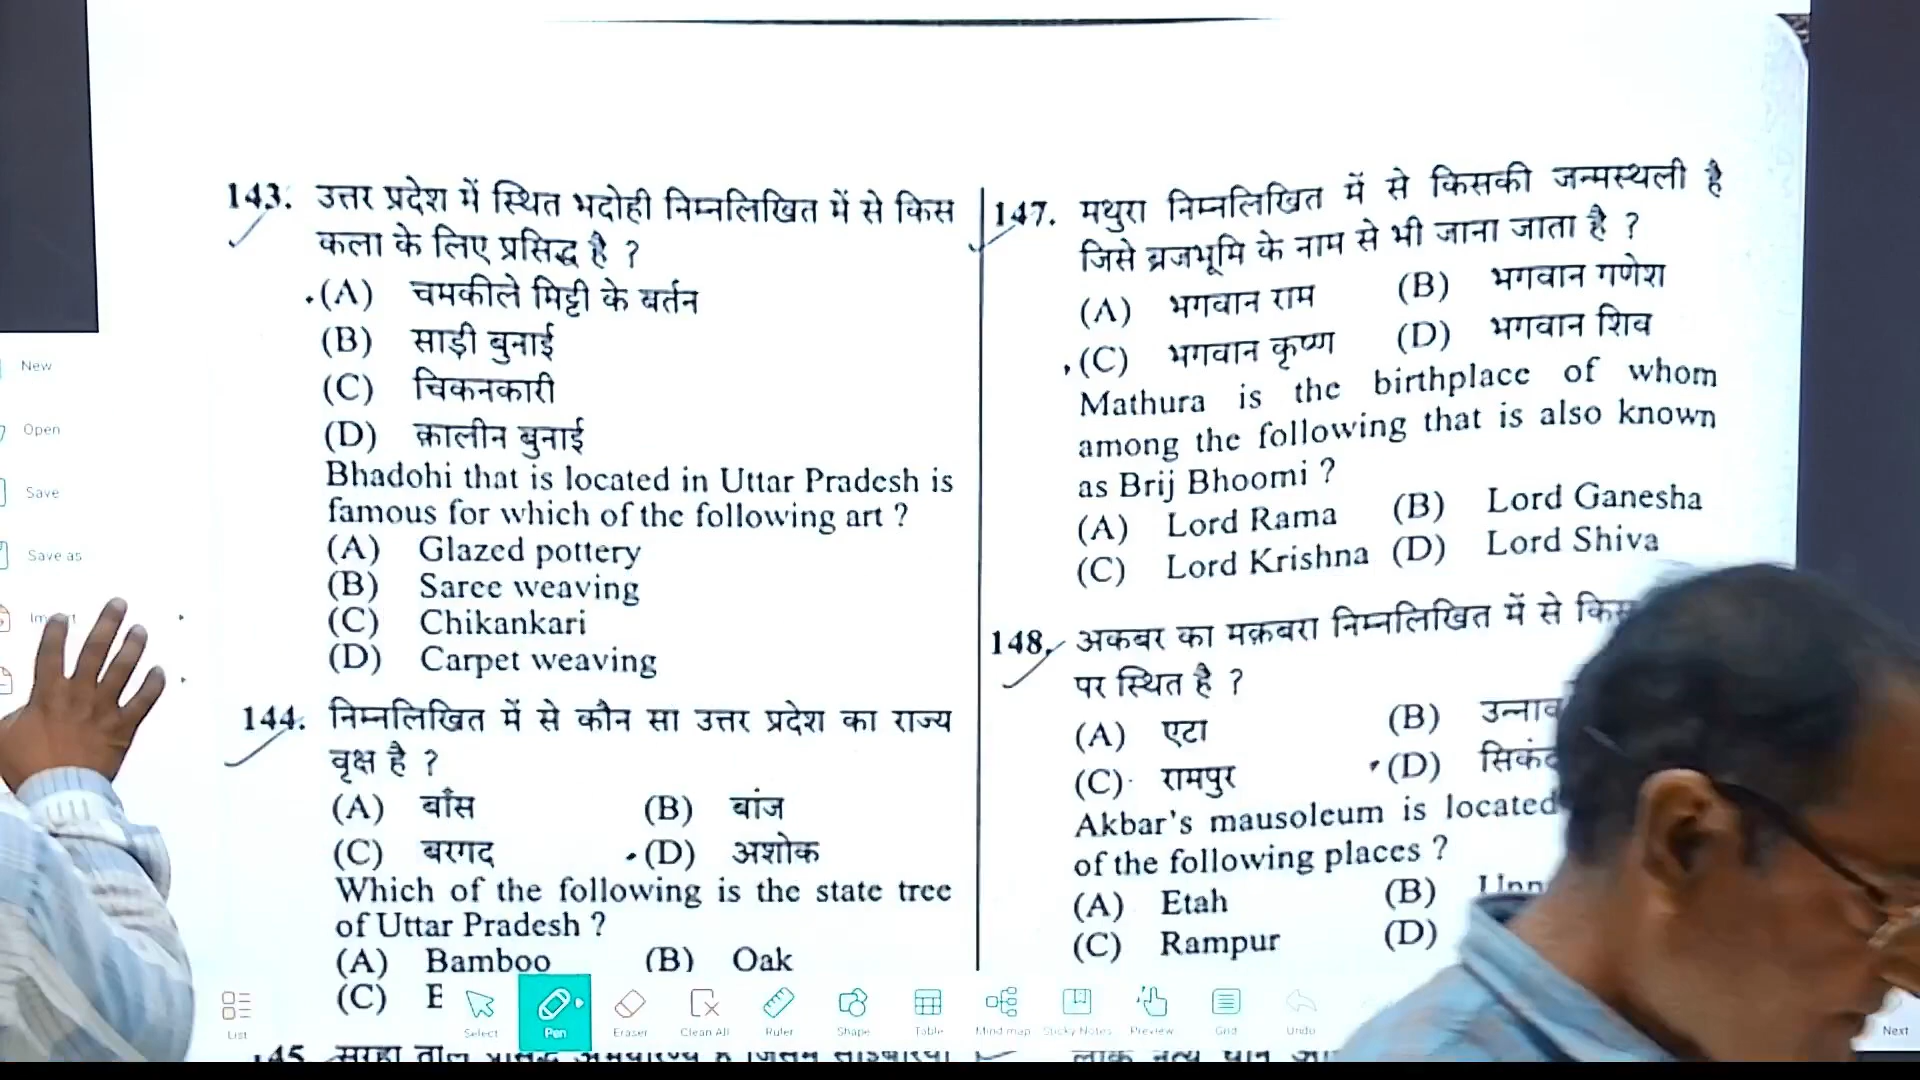 143. उत्तर प्रदेश में स्थित भदोही निम्नलिखित में से किस
कला के लिए प्रसिद्ध है ?
(A) चमकीले मिट्टी के बर्तन
(B) साड़ी बुनाई
(C) चिकनकारी
(D) क़ालीन बुनाई
Bhadohi that is located in Uttar Pradesh is
famous for which of the following art ?
(A) Glazed pottery
(B) Saree weaving
(C) Chikankari
(D) Carpet weaving
144. निम्नलिखित में से कौन सा उत्तर प्रदेश का राज्य
वृक्ष है ?
(A) बाँस (B) बांज
(C) बरगद (D) अशोक
Which of the following is the state tree
of Uttar Pradesh ?
(A) Bamboo (B) Oak
(C)
147. मथुरा निम्नलिखित में से किसकी जन्मस्थली है
जिसे ब्रजभूमि के नाम से भी जाना जाता है ?
(A) भगवान राम (B) भगवान गणेश
(C) भगवान कृष्ण (D) भगवान शिव
Mathura is the birthplace of whom
among the following that is also known
as Brij Bhoomi ?
(A) Lord Rama (B) Lord Ganesha
(C) Lord Krishna (D) Lord Shiva
148. अकबर का मक़बरा निम्नलिखित में से
पर स्थित है ?
(A) एटा (B)
(C) रामपुर (D)
Akbar's mausoleum is located
of the following places ?
(A) Etah (B)
(C) Rampur (D)
New
Open
Save
Save as
List
Select
Pen
Eraser
Clean All
Ruler
Shape
Table
Mind map
Sticky Notes
Preview
Grid
Undo
Next